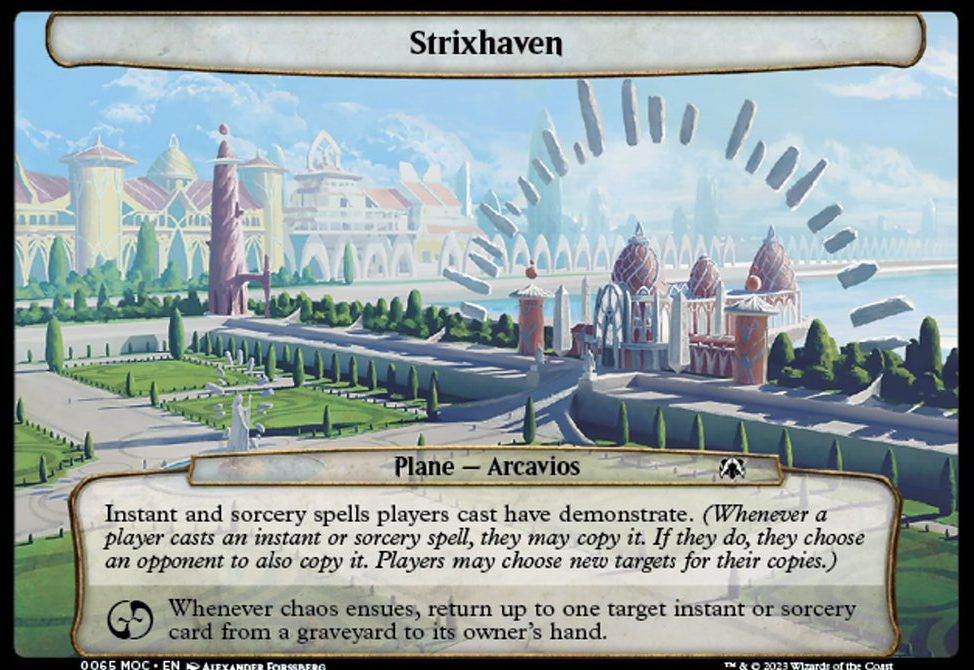 Strixhaven
Plane — Arcavios
Instant and sorcery spells players cast have demonstrate. (Whenever a
player casts an instant or sorcery spell, they may copy it. If they do, they choose
an opponent to also copy it. Players may choose new targets for their copies.)
Whenever chaos ensues, return up to one target instant or sorcery
card from a graveyard to its owner's hand.
0065 MOC • EN ALEXANDER FORSSBERG ™ & © 2023 Wizards of the Coast